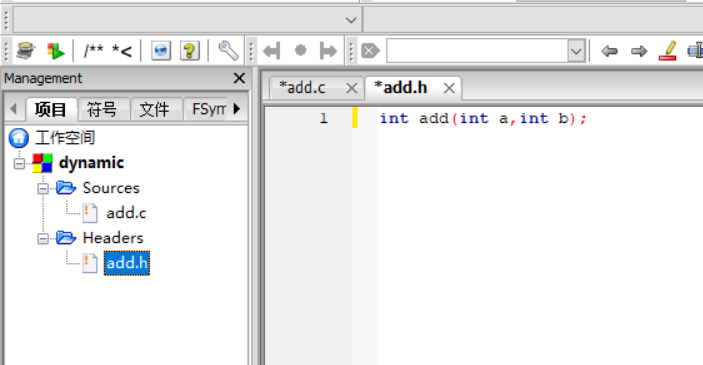 /** *<
Management
项目 符号 文件 FSym
工作空间
dynamic
Sources
add.c
Headers
add.h
*add.c *add.h
1 int add(int a,int b);